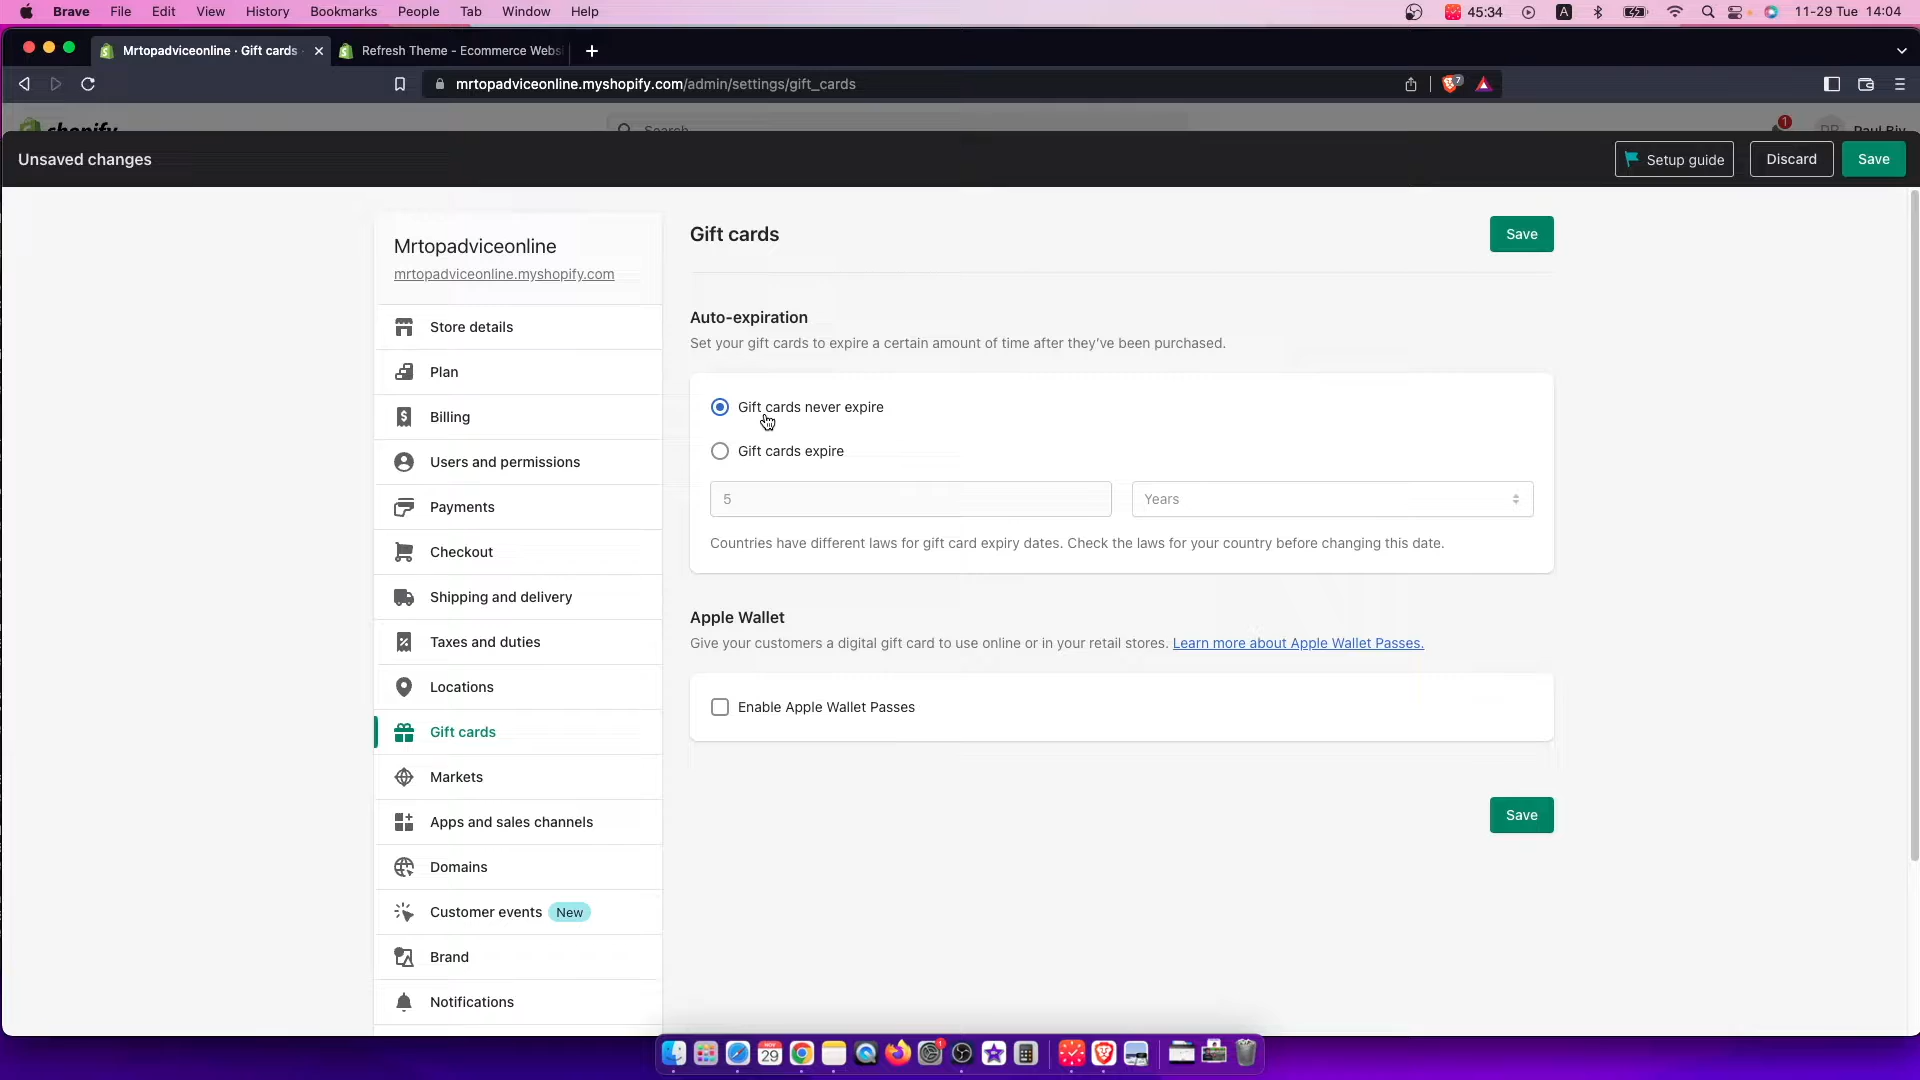 Brave File Edit View History Bookmarks People Tab Window Help 45:34 A 11-29 Tue 14:04
Mrtopadviceonline · Gift cards Refresh Theme - Ecommerce Webs
mrtopadviceonline.myshopify.com/admin/settings/gift_cards 7
shopify Search 1
Unsaved changes Setup guide Discard Save
Mrtopadviceonline
mrtopadviceonline.myshopify.com
Store details
Plan
Billing
Users and permissions
Payments
Checkout
Shipping and delivery
Taxes and duties
Locations
Gift cards
Markets
Apps and sales channels
Domains
Customer events New
Brand
Notifications
Gift cards Save
Auto-expiration
Set your gift cards to expire a certain amount of time after they've been purchased.
Gift cards never expire
Gift cards expire
5 Years
Countries have different laws for gift card expiry dates. Check the laws for your country before changing this date.
Apple Wallet
Give your customers a digital gift card to use online or in your retail stores. Learn more about Apple Wallet Passes.
Enable Apple Wallet Passes
Save
NOV 29 1